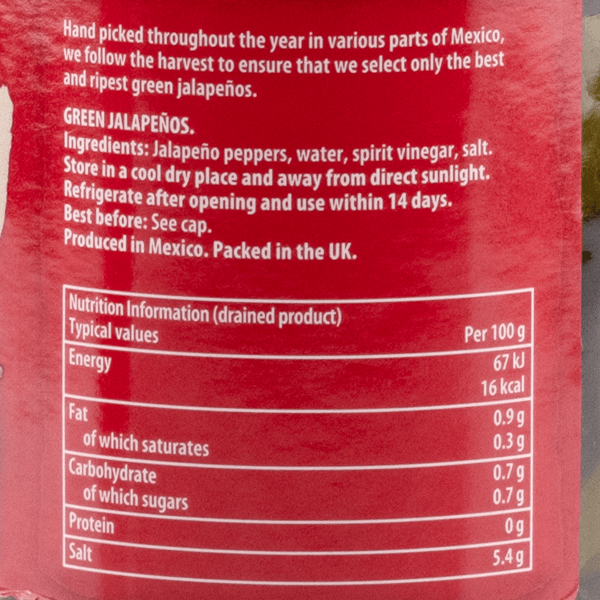 Hand picked throughout the year in various parts of Mexico,
we follow the harvest to ensure that we select only the best
and ripest green jalapeños.
GREEN JALAPEÑOS.
Ingredients: Jalapeño peppers, water, spirit vinegar, salt.
Store in a cool dry place and away from direct sunlight.
Refrigerate after opening and use within 14 days.
Best before: See cap.
Produced in Mexico. Packed in the UK.
Nutrition Information (drained product)
Typical values Per 100 g
Energy 67 kJ
16 kcal
Fat 0.9 g
of which saturates 0.3 g
Carbohydrate 0.7 g
of which sugars 0.7 g
Protein 0 g
Salt 5.4 g